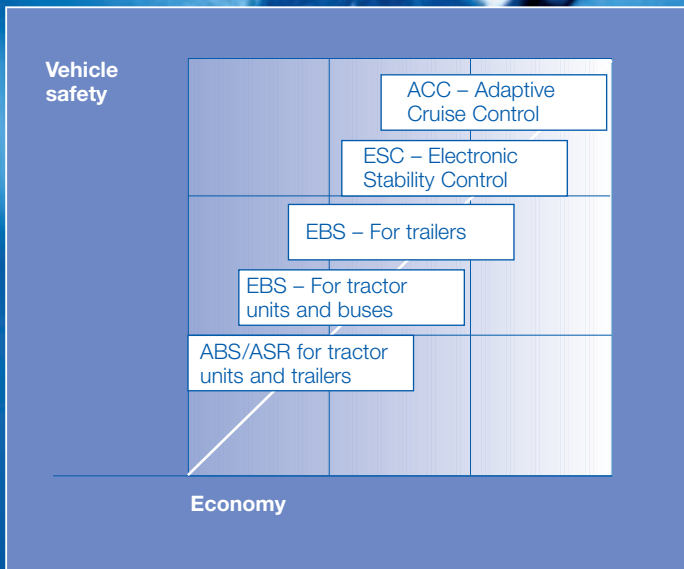 Vehicle
safety
ACC – Adaptive
Cruise Control
ESC – Electronic
Stability Control
EBS – For trailers
EBS – For tractor
units and buses
ABS/ASR for tractor
units and trailers
Economy